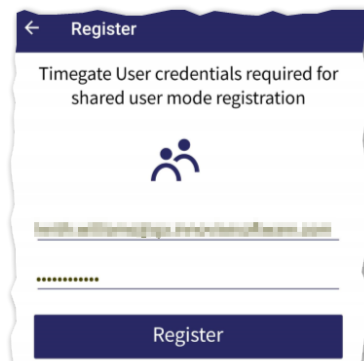 Register
Timegate User credentials required for
shared user mode registration
Register